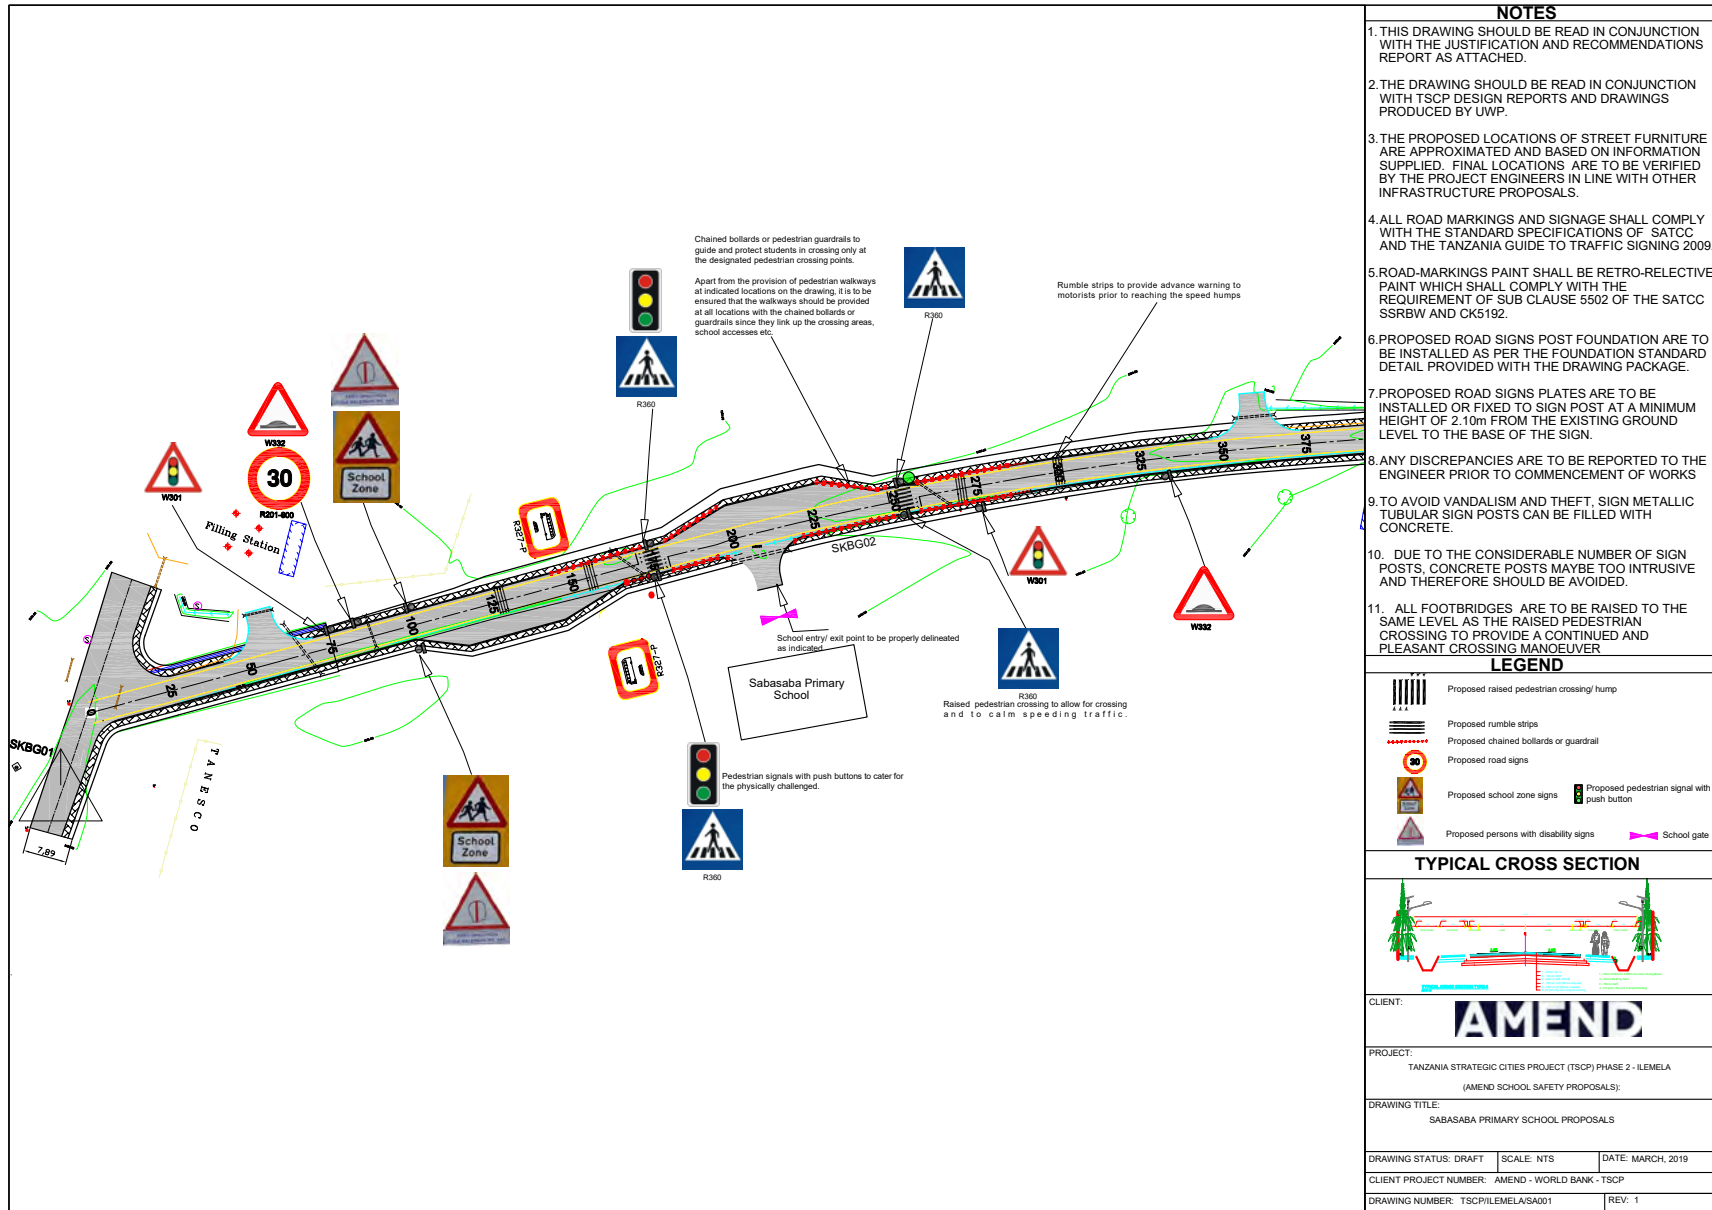 Chained bollards or pedestrian guardrails to
guide and protect students in crossing only at
the designated pedestrian crossing points.
Apart from the provision of pedestrian walkways
at indicated locations on the drawing, it is to be
ensured that the walkways should be provided
at all locations with the chained bollards or
guardrails since they link up the crossing areas,
school accesses etc.
R360
R360
Rumble strips to provide advance warning to
motorists prior to reaching the speed humps
W332
30
R201-600
School
Zone
W301
Filling Station
R327-P
SKBG02
W301
W332
0
25
50
75
100
125
150
200
225
250
275
300
325
350
375
School entry/ exit point to be properly delineated
as indicated
Sabasaba Primary
School
R327-P
R360
Raised pedestrian crossing to allow for crossing
and to calm speeding traffic.
SKBG01
TANESCO
7,89
Pedestrian signals with push buttons to cater for
the physically challenged.
R360
School
Zone
NOTES
1. THIS DRAWING SHOULD BE READ IN CONJUNCTION
WITH THE JUSTIFICATION AND RECOMMENDATIONS
REPORT AS ATTACHED.
2. THE DRAWING SHOULD BE READ IN CONJUNCTION
WITH TSCP DESIGN REPORTS AND DRAWINGS
PRODUCED BY UWP.
3. THE PROPOSED LOCATIONS OF STREET FURNITURE
ARE APPROXIMATED AND BASED ON INFORMATION
SUPPLIED. FINAL LOCATIONS ARE TO BE VERIFIED
BY THE PROJECT ENGINEERS IN LINE WITH OTHER
INFRASTRUCTURE PROPOSALS.
4. ALL ROAD MARKINGS AND SIGNAGE SHALL COMPLY
WITH THE STANDARD SPECIFICATIONS OF SATCC
AND THE TANZANIA GUIDE TO TRAFFIC SIGNING 2009.
5. ROAD-MARKINGS PAINT SHALL BE RETRO-RELECTIVE
PAINT WHICH SHALL COMPLY WITH THE
REQUIREMENT OF SUB CLAUSE 5502 OF THE SATCC
SSRBW AND CK5192.
6. PROPOSED ROAD SIGNS POST FOUNDATION ARE TO
BE INSTALLED AS PER THE FOUNDATION STANDARD
DETAIL PROVIDED WITH THE DRAWING PACKAGE.
7. PROPOSED ROAD SIGNS PLATES ARE TO BE
INSTALLED OR FIXED TO SIGN POST AT A MINIMUM
HEIGHT OF 2.10m FROM THE EXISTING GROUND
LEVEL TO THE BASE OF THE SIGN.
8. ANY DISCREPANCIES ARE TO BE REPORTED TO THE
ENGINEER PRIOR TO COMMENCEMENT OF WORKS
9. TO AVOID VANDALISM AND THEFT, SIGN METALLIC
TUBULAR SIGN POSTS CAN BE FILLED WITH
CONCRETE.
10. DUE TO THE CONSIDERABLE NUMBER OF SIGN
POSTS, CONCRETE POSTS MAYBE TOO INTRUSIVE
AND THEREFORE SHOULD BE AVOIDED.
11. ALL FOOTBRIDGES ARE TO BE RAISED TO THE
SAME LEVEL AS THE RAISED PEDESTRIAN
CROSSING TO PROVIDE A CONTINUED AND
PLEASANT CROSSING MANOEUVER
LEGEND
Proposed raised pedestrian crossing/ hump
Proposed rumble strips
Proposed chained bollards or guardrail
30
Proposed road signs
Proposed school zone signs
Proposed pedestrian signal with
push button
Proposed persons with disability signs
School gate
TYPICAL CROSS SECTION
CLIENT:
AMEND
PROJECT:
TANZANIA STRATEGIC CITIES PROJECT (TSCP) PHASE 2 - ILEMELA
(AMEND SCHOOL SAFETY PROPOSALS):
DRAWING TITLE:
SABASABA PRIMARY SCHOOL PROPOSALS
DRAWING STATUS: DRAFT
SCALE: NTS
DATE: MARCH, 2019
CLIENT PROJECT NUMBER: AMEND - WORLD BANK - TSCP
DRAWING NUMBER: TSCP/ILEMELA/SA001
REV: 1